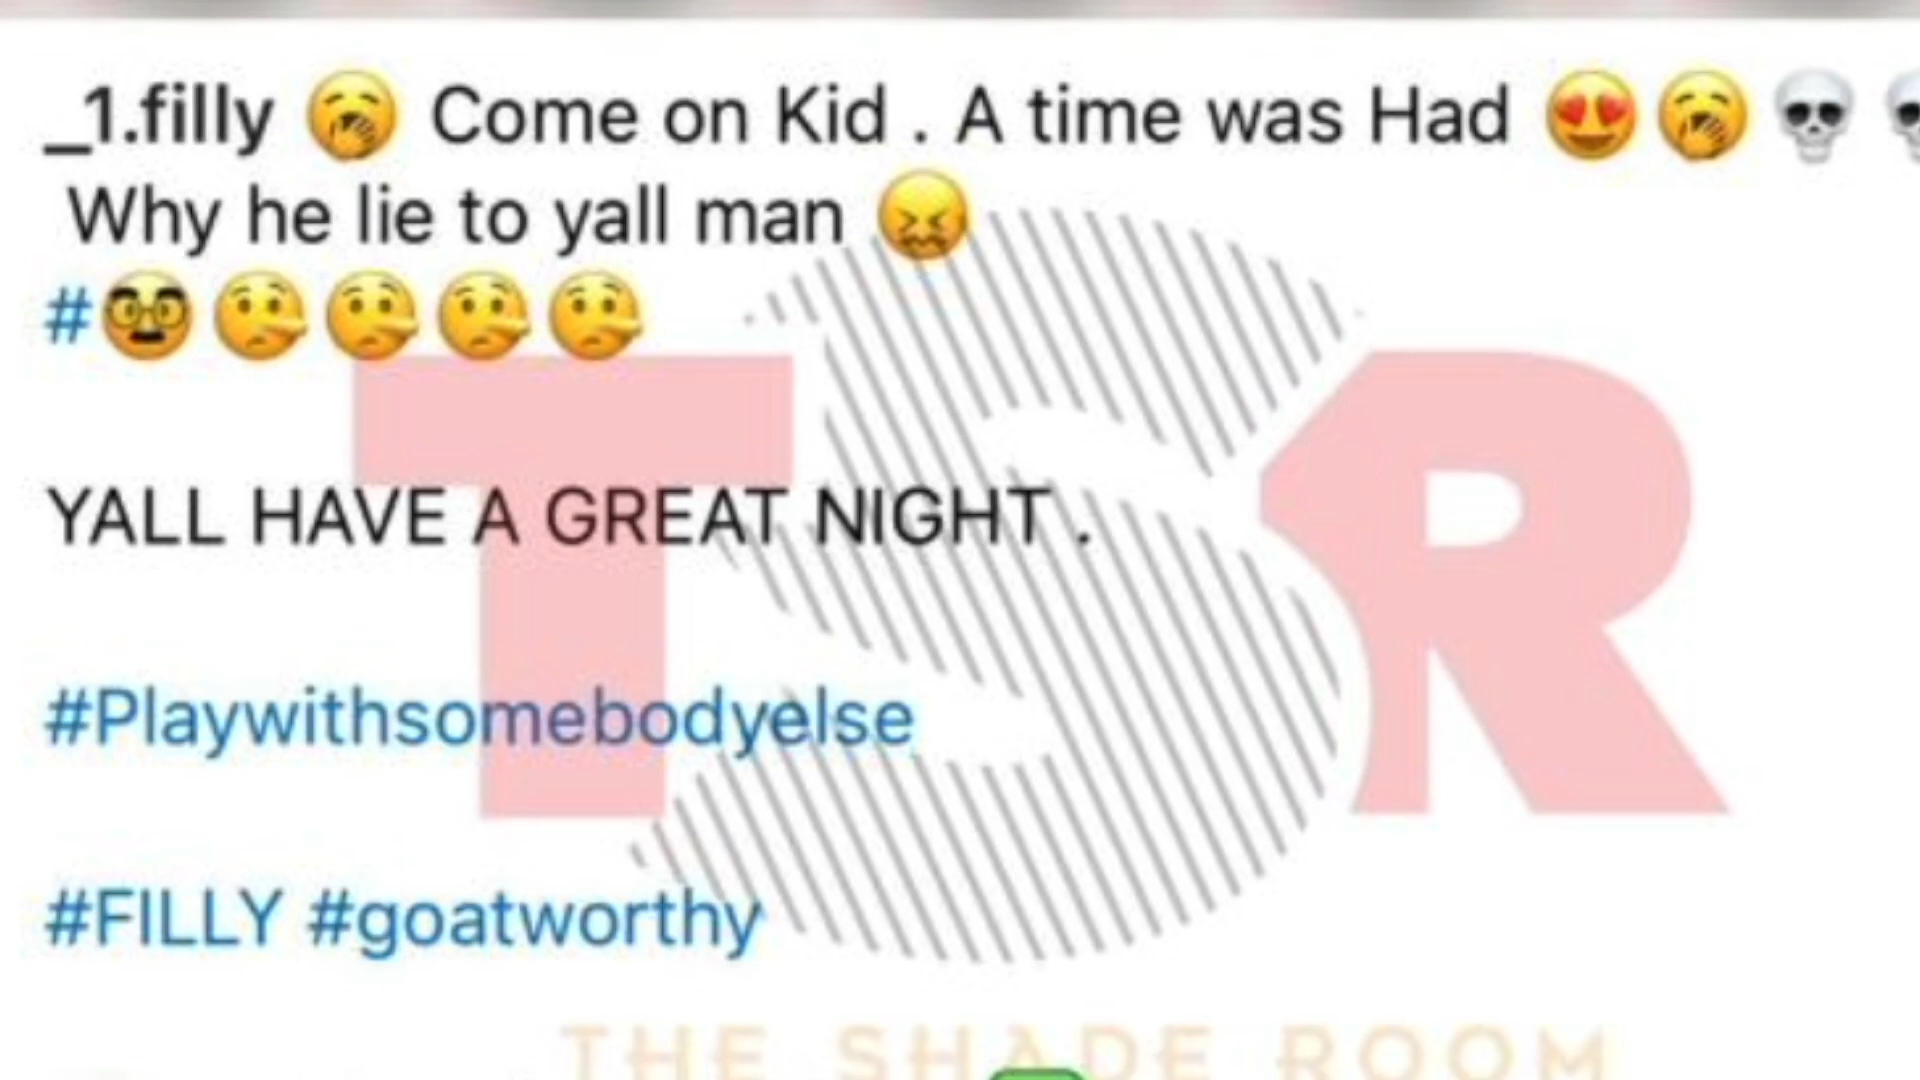 _1.filly 🥱 Come on Kid . A time was Had 😍🥱💀💀
Why he lie to yall man 😖
#🥸🤥🤥🤥🤥
YALL HAVE A GREAT NIGHT .
#Playwithsomebodyelse
#FILLY #goatworthy
TSR
THE SHADE ROOM